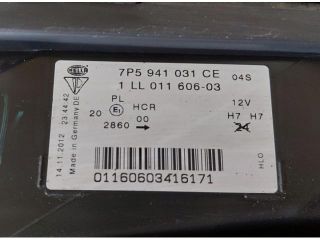 HELLA
7P5 941 031 CE 04S
1 LL 011 606-03
PL HCR 12V
20 E1 00 H7 H7
2860 24
Made in Germany DE
14.11.2012 23 44 42
HLO
01160603416171